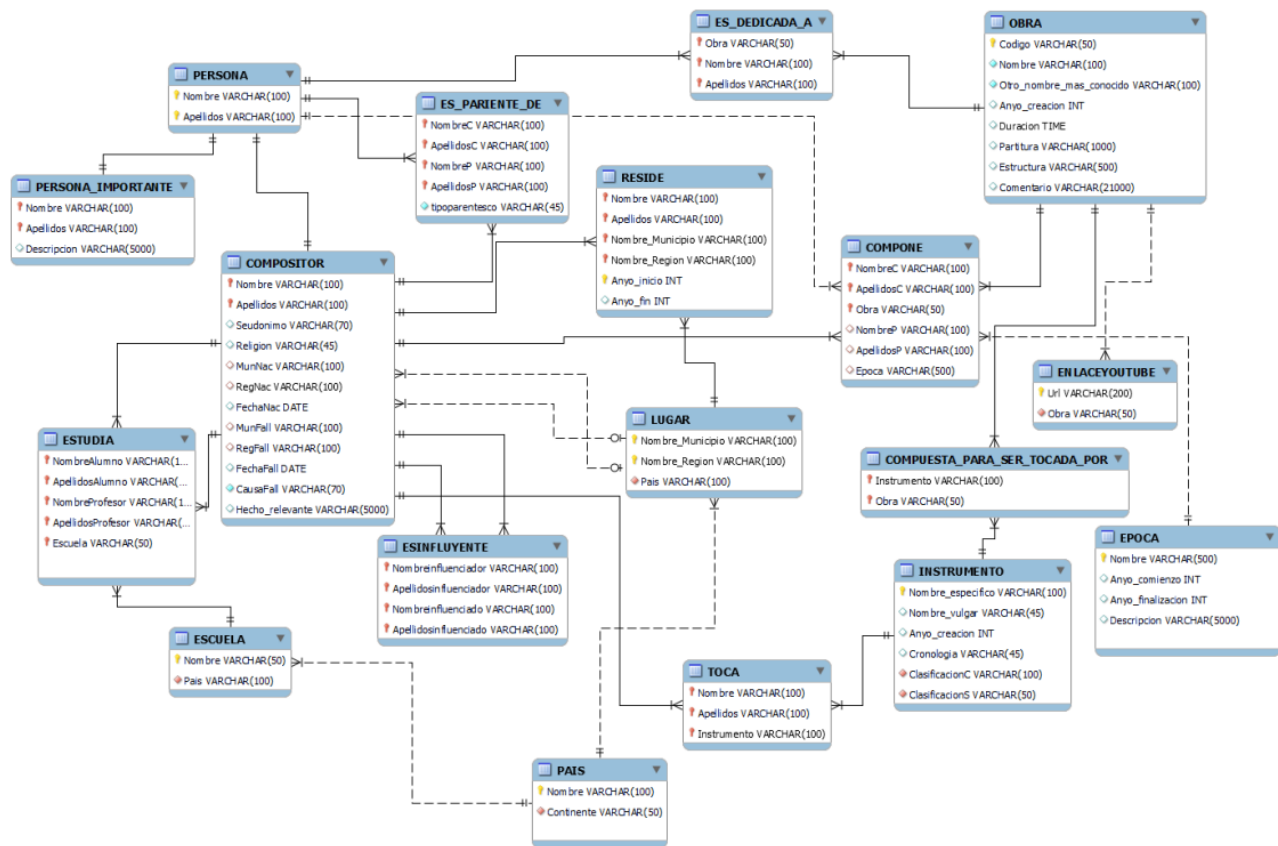 ES_DEDICADA_A
Obra VARCHAR(50)
Nombre VARCHAR(100)
Apellidos VARCHAR(100)
OBRA
Codigo VARCHAR(50)
Nombre VARCHAR(100)
Otro_nombre_mas_conocido VARCHAR(100)
Anyo_creacion INT
Duracion TIME
Partitura VARCHAR(1000)
Estructura VARCHAR(500)
Comentario VARCHAR(21000)
PERSONA
Nombre VARCHAR(100)
Apellidos VARCHAR(100)
ES_PARIENTE_DE
NombreC VARCHAR(100)
ApellidosC VARCHAR(100)
NombreP VARCHAR(100)
ApellidosP VARCHAR(100)
tipoparentesco VARCHAR(45)
PERSONA_IMPORTANTE
Nombre VARCHAR(100)
Apellidos VARCHAR(100)
Descripcion VARCHAR(5000)
RESIDE
Nombre VARCHAR(100)
Apellidos VARCHAR(100)
Nombre_Municipio VARCHAR(100)
Nombre_Region VARCHAR(100)
Anyo_inicio INT
Anyo_fin INT
COMPOSITOR
Nombre VARCHAR(100)
Apellidos VARCHAR(100)
Seudonimo VARCHAR(70)
Religion VARCHAR(45)
MunNac VARCHAR(100)
RegNac VARCHAR(100)
FechaNac DATE
MunFall VARCHAR(100)
RegFall VARCHAR(100)
FechaFall DATE
CausaFall VARCHAR(70)
Hecho_relevante VARCHAR(5000)
COMPONE
NombreC VARCHAR(100)
ApellidosC VARCHAR(100)
Obra VARCHAR(50)
NombreP VARCHAR(100)
ApellidosP VARCHAR(100)
Epoca VARCHAR(500)
ENLACEYOUTUBE
Url VARCHAR(200)
Obra VARCHAR(50)
LUGAR
Nombre_Municipio VARCHAR(100)
Nombre_Region VARCHAR(100)
Pais VARCHAR(100)
ESTUDIA
NombreAlumno VARCHAR(1...
ApellidosAlumno VARCHAR(...
NombreProfesor VARCHAR(1...
ApellidosProfesor VARCHAR(...
Escuela VARCHAR(50)
COMPUESTA_PARA_SER_TOCADA_POR
Instrumento VARCHAR(100)
Obra VARCHAR(50)
EPOCA
Nombre VARCHAR(500)
Anyo_comienzo INT
Anyo_finalizacion INT
Descripcion VARCHAR(5000)
ESINFLUYENTE
Nombreinfluenciador VARCHAR(100)
Apellidosinfluenciador VARCHAR(100)
Nombreinfluenciado VARCHAR(100)
Apellidosinfluenciado VARCHAR(100)
INSTRUMENTO
Nombre_especifico VARCHAR(100)
Nombre_vulgar VARCHAR(45)
Anyo_creacion INT
Cronologia VARCHAR(45)
ClasificacionC VARCHAR(100)
ClasificacionS VARCHAR(50)
ESCUELA
Nombre VARCHAR(50)
Pais VARCHAR(100)
TOCA
Nombre VARCHAR(100)
Apellidos VARCHAR(100)
Instrumento VARCHAR(100)
PAIS
Nombre VARCHAR(100)
Continente VARCHAR(50)